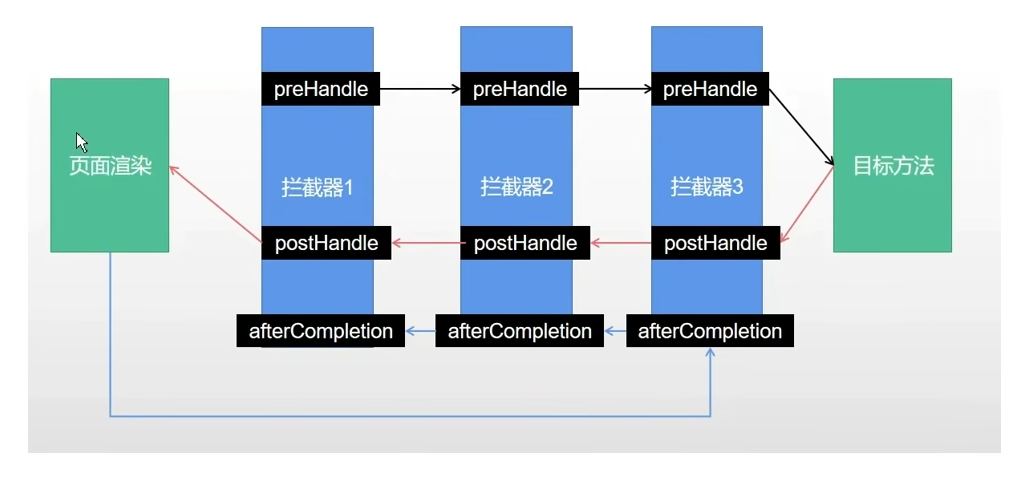 preHandle
preHandle
preHandle
页面渲染
拦截器1
拦截器2
拦截器3
目标方法
postHandle
postHandle
postHandle
afterCompletion
afterCompletion
afterCompletion